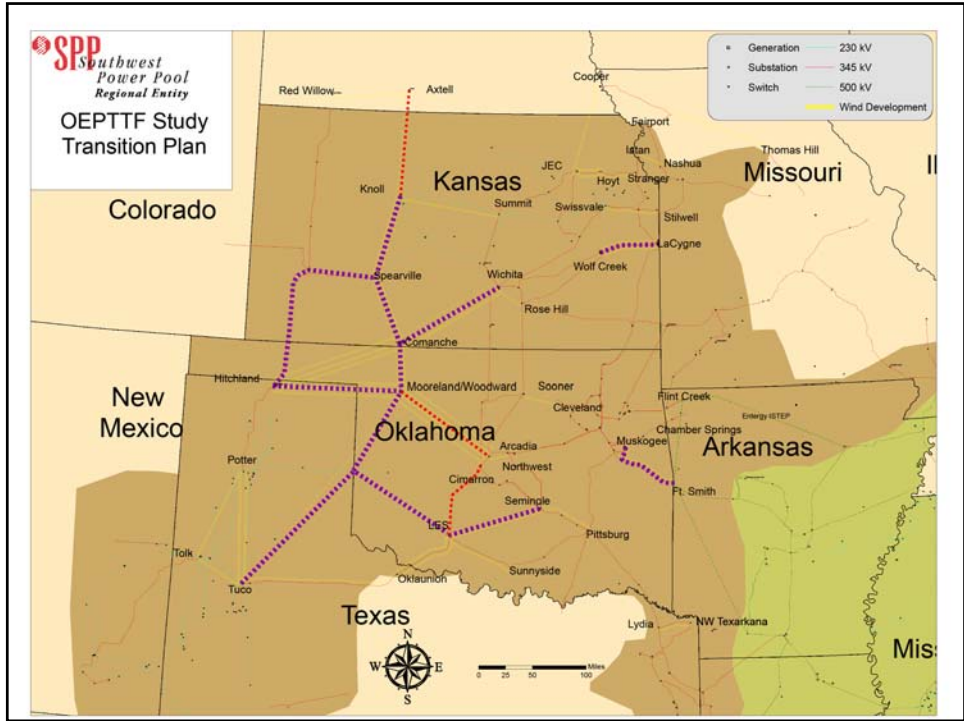 SPP Southwest
Power Pool
Regional Entity
OEPTTF Study
Transition Plan
Generation
Substation
Switch
230 kV
345 kV
500 kV
Wind Development
Cooper
Red Willow
Axtell
Fairport
Iatan
Nashua
Thomas Hill
JEC
Hoyt
Stranger
Missouri
Knoll
Kansas
Colorado
Summit
Swissvale
Stilwell
LaCygne
Wolf Creek
Spearville
Wichita
Rose Hill
Comanche
Hitchland
Mooreland/Woodward
Sooner
Flint Creek
New
Mexico
Cleveland
Entergy ISTEP
Chamber Springs
Oklahoma
Muskogee
Arkansas
Arcadia
Northwest
Potter
Cimarron
Ft. Smith
Seminole
LES
Pittsburg
Tolk
Sunnyside
Oklaunion
Tuco
Texas
Lydia
NW Texarkana
Miss
N
W
E
S
Miles
0 25 50 100